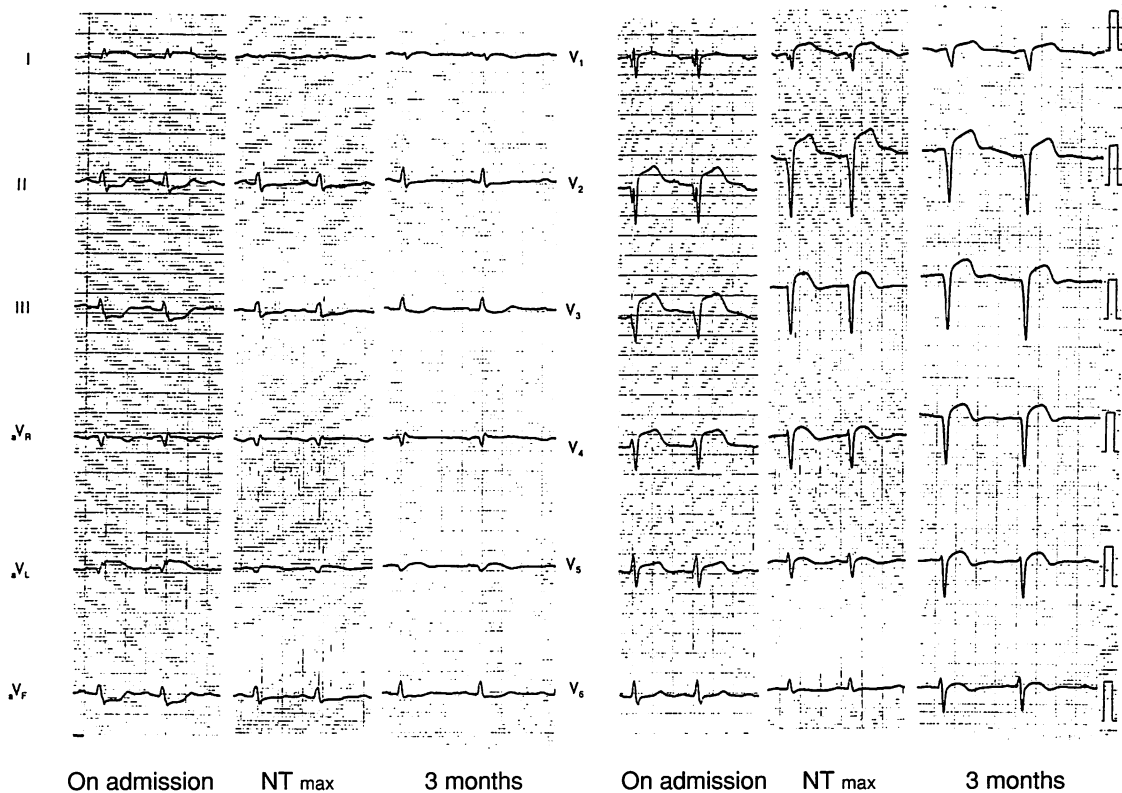 I V₁
II V₂
III V₃
aVR V₄
aVL V₅
aVF V₆
On admission NT max 3 months On admission NT max 3 months